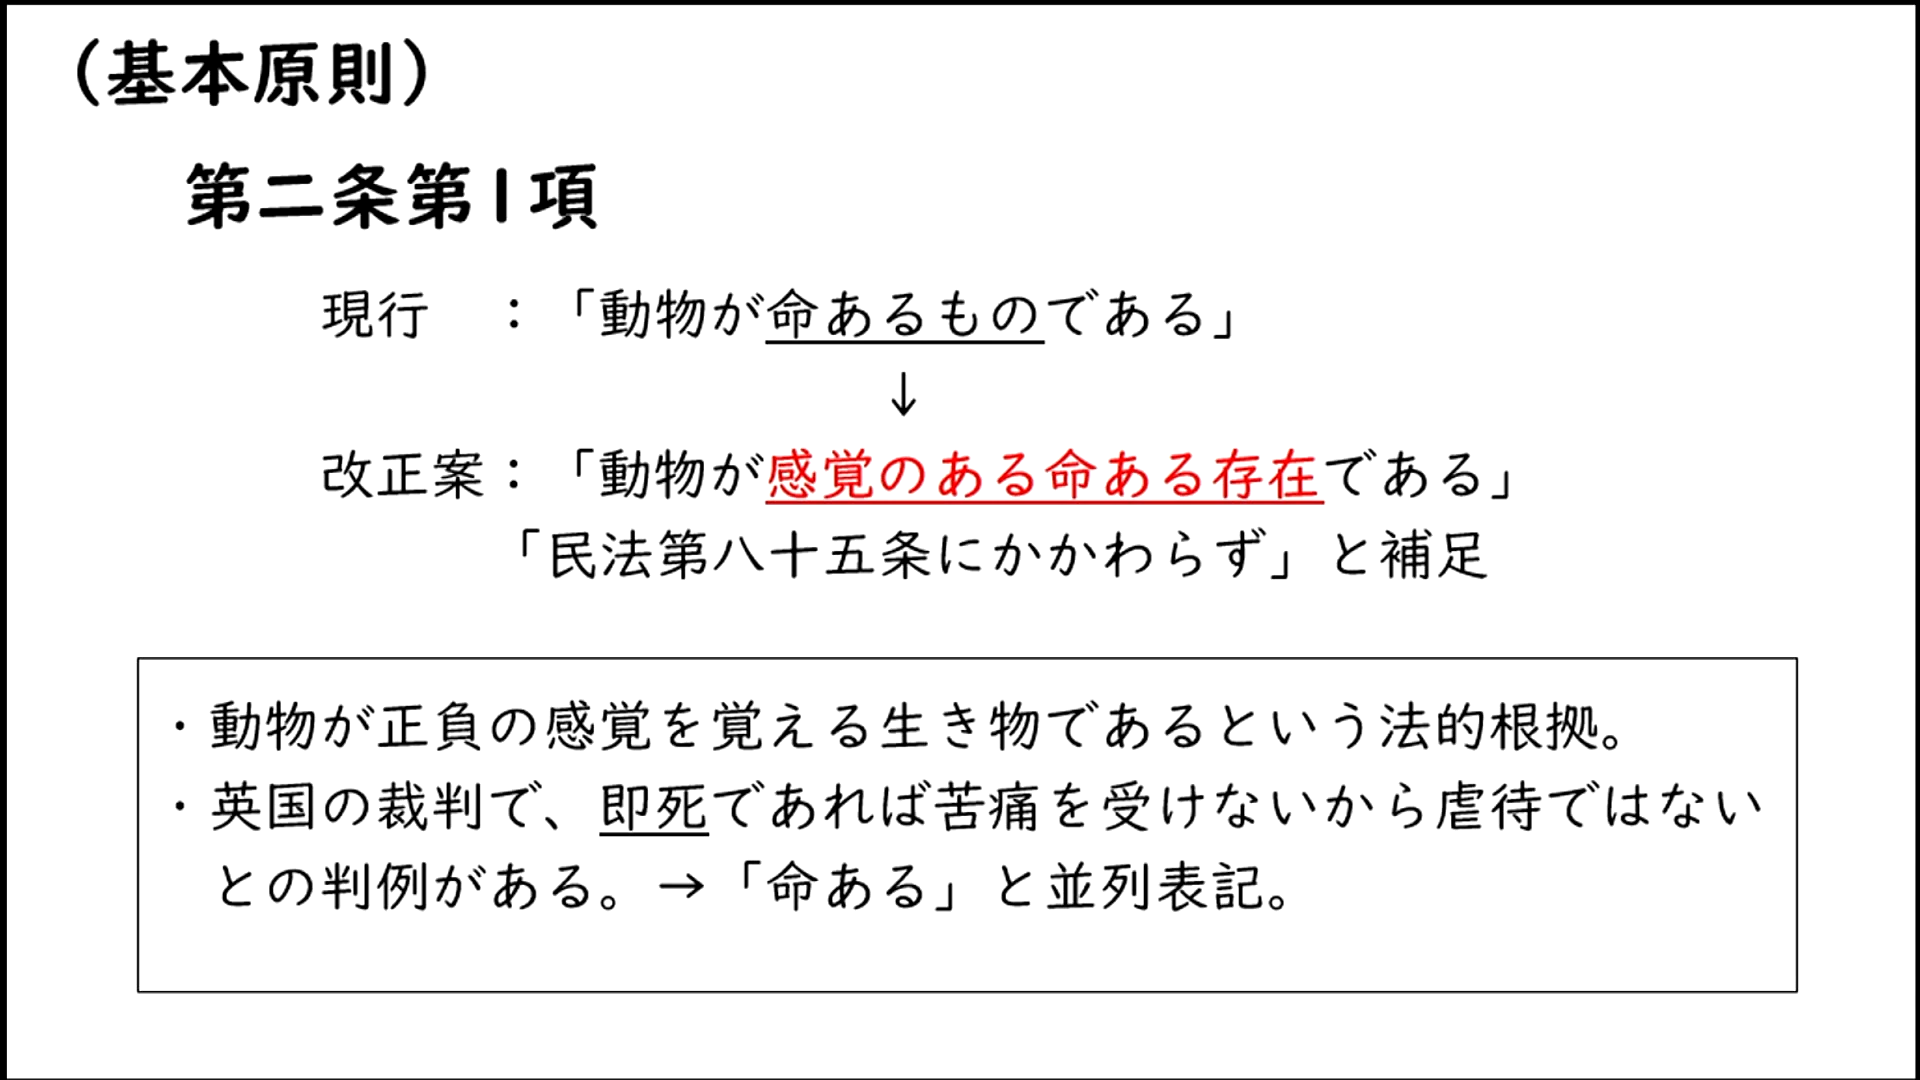 （基本原則）
第二条第1項
現行　：「動物が命あるものである」
↓
改正案：「動物が感覚のある命ある存在である」
「民法第八十五条にかかわらず」と補足
・動物が正負の感覚を覚える生き物であるという法的根拠。
・英国の裁判で、即死であれば苦痛を受けないから虐待ではない
との判例がある。→「命ある」と並列表記。